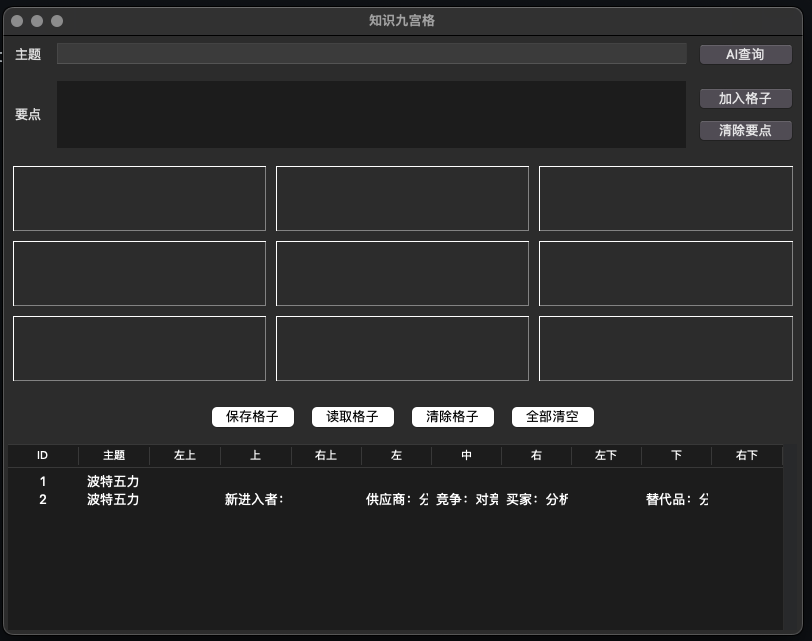 知识九宫格
主题
AI查询
要点
加入格子
清除要点
保存格子 读取格子 清除格子 全部清空
ID 主题 左上 上 右上 左 中 右 左下 下 右下
1 波特五力
2 波特五力 新进入者： 供应商：分 竞争：对竞 买家：分析 替代品：分